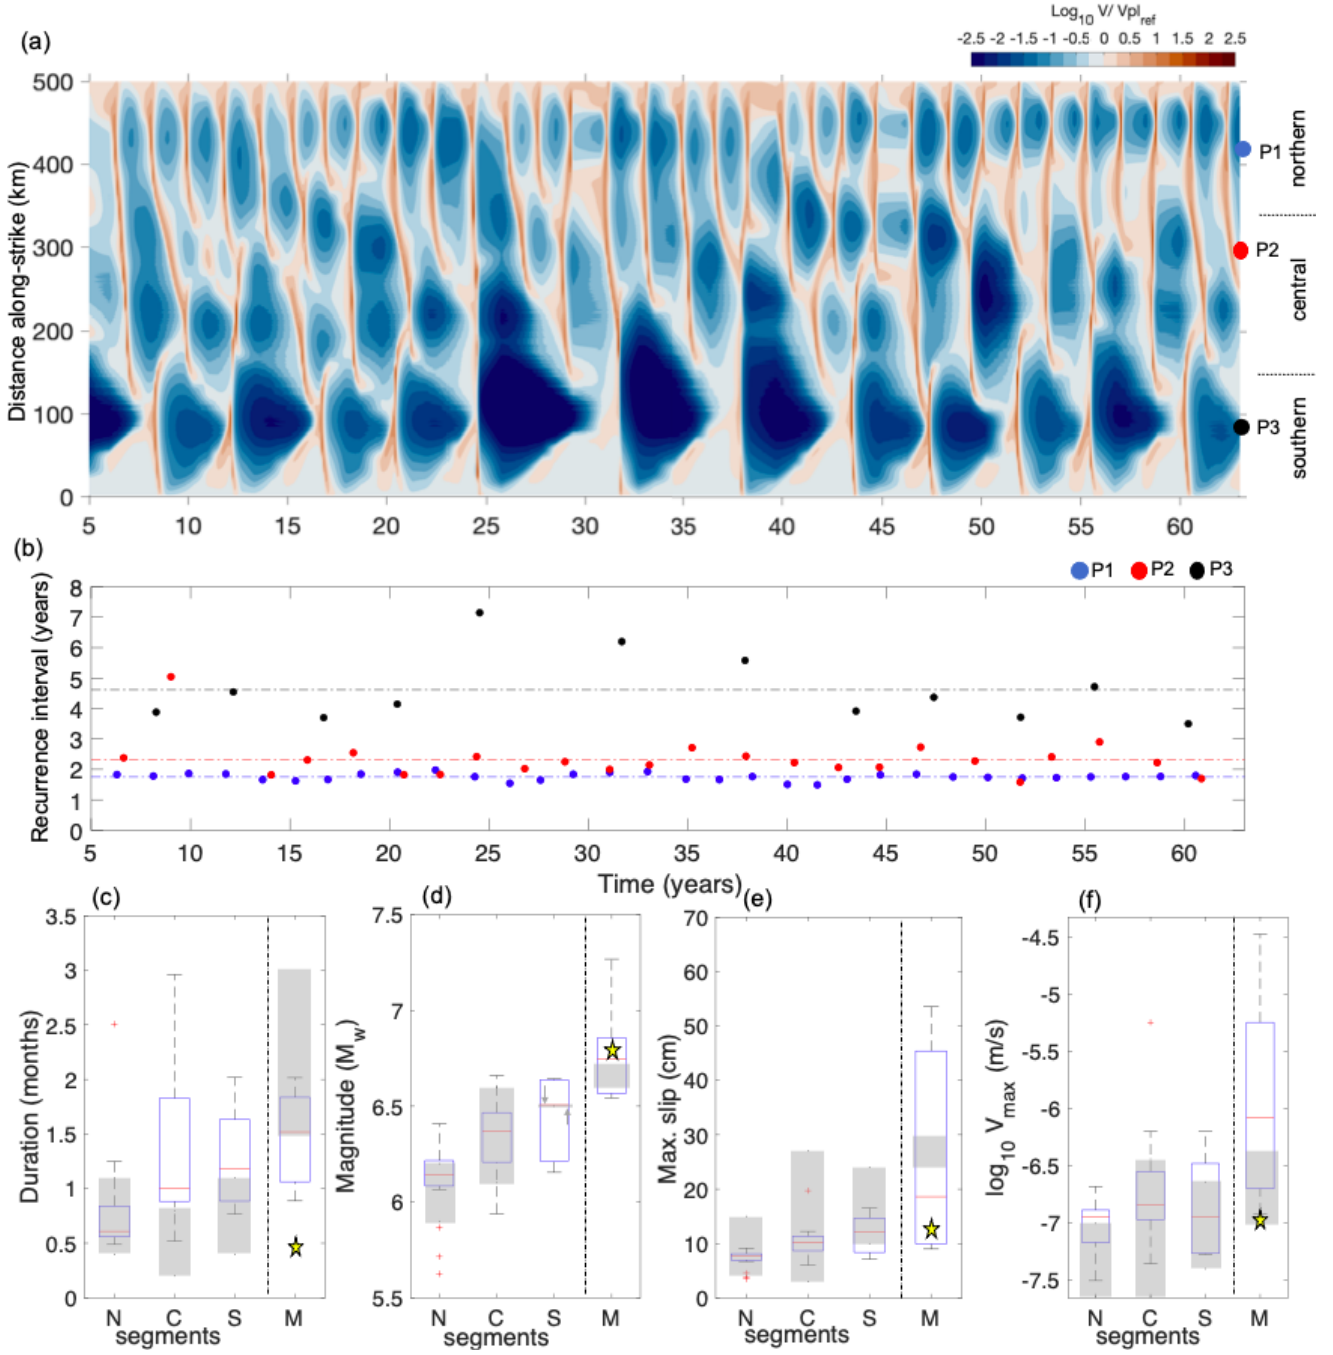 (a)
Log10 V/ Vplref
-2.5 -2 -1.5 -1 -0.5 0 0.5 1 1.5 2 2.5
Distance along-strike (km)
500
400
300
200
100
0
5 10 15 20 25 30 35 40 45 50 55 60
P1
P2
P3
northern
central
southern
(b)
P1 P2 P3
Recurrence interval (years)
8
7
6
5
4
3
2
1
0
5 10 15 20 25 30 35 40 45 50 55 60
Time (years)
(c)
Duration (months)
3.5
3
2.5
2
1.5
1
0.5
0
N C S M
segments
(d)
Magnitude (Mw)
7.5
7
6.5
6
5.5
N C S M
segments
(e)
Max. slip (cm)
70
60
50
40
30
20
10
0
N C S M
segments
(f)
log10 Vmax (m/s)
-4.5
-5
-5.5
-6
-6.5
-7
-7.5
N C S M
segments